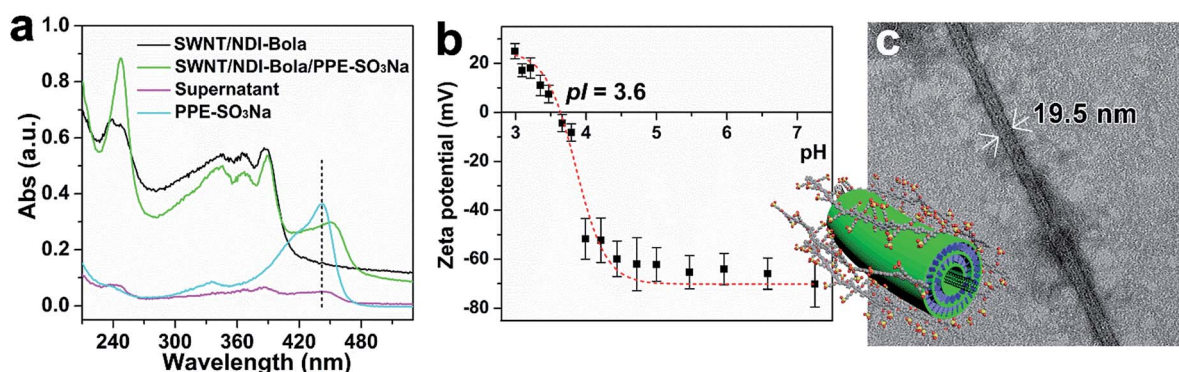 a
1.0
0.8
0.6
0.4
0.2
0.0
Abs (a.u.)
SWNT/NDI-Bola
SWNT/NDI-Bola/PPE-SO₃Na
Supernatant
PPE-SO₃Na
240 300 360 420 480
Wavelength (nm)
b
20
0
-20
-40
-60
-80
Zeta potential (mV)
pI = 3.6
3 4 5 6 7
pH
c
19.5 nm